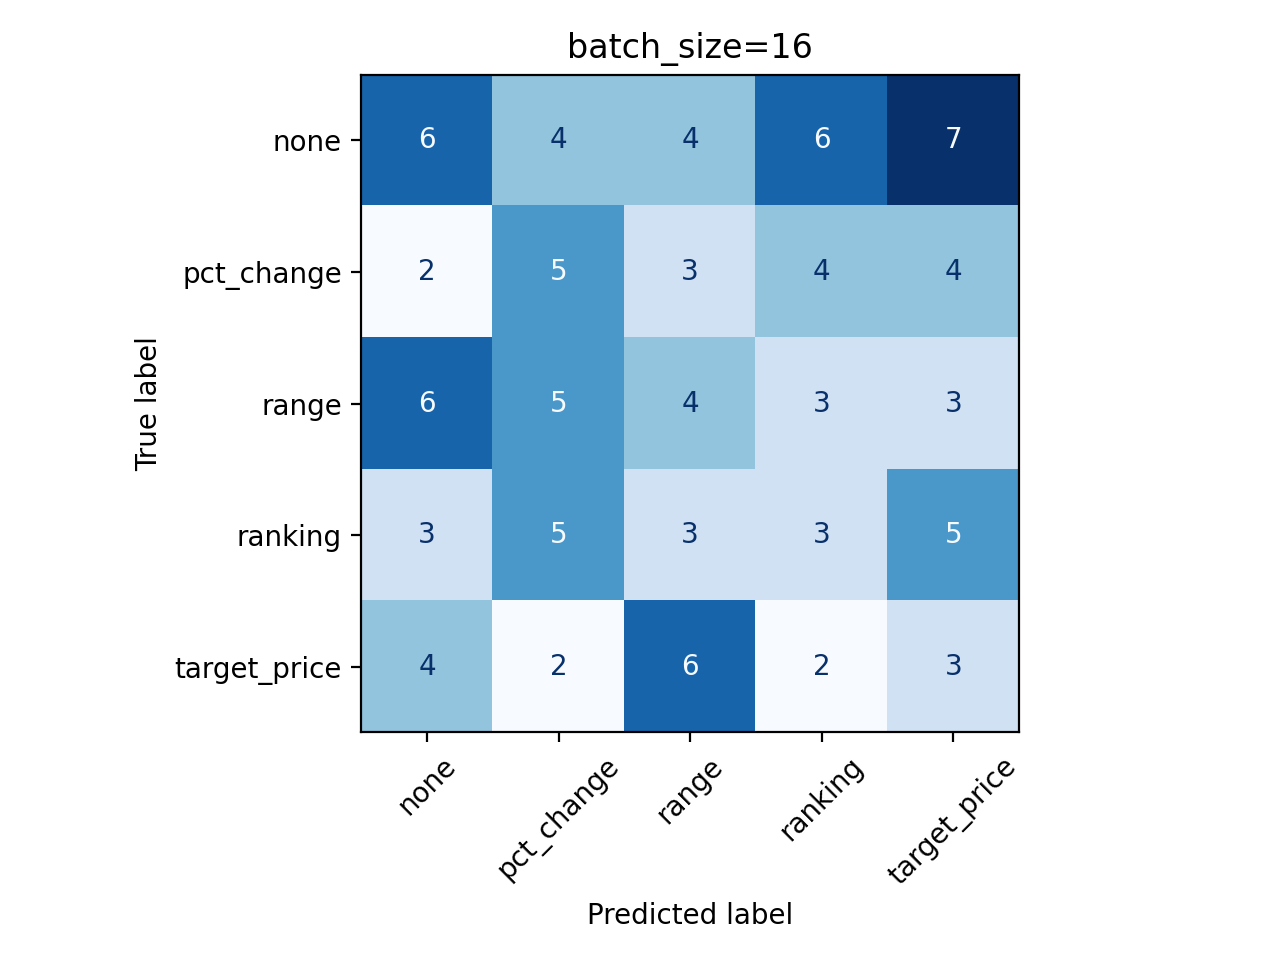 batch_size=16
none 6 4 4 6 7
pct_change 2 5 3 4 4
range 6 5 4 3 3
ranking 3 5 3 3 5
target_price 4 2 6 2 3
True label
none pct_change range ranking target_price
Predicted label